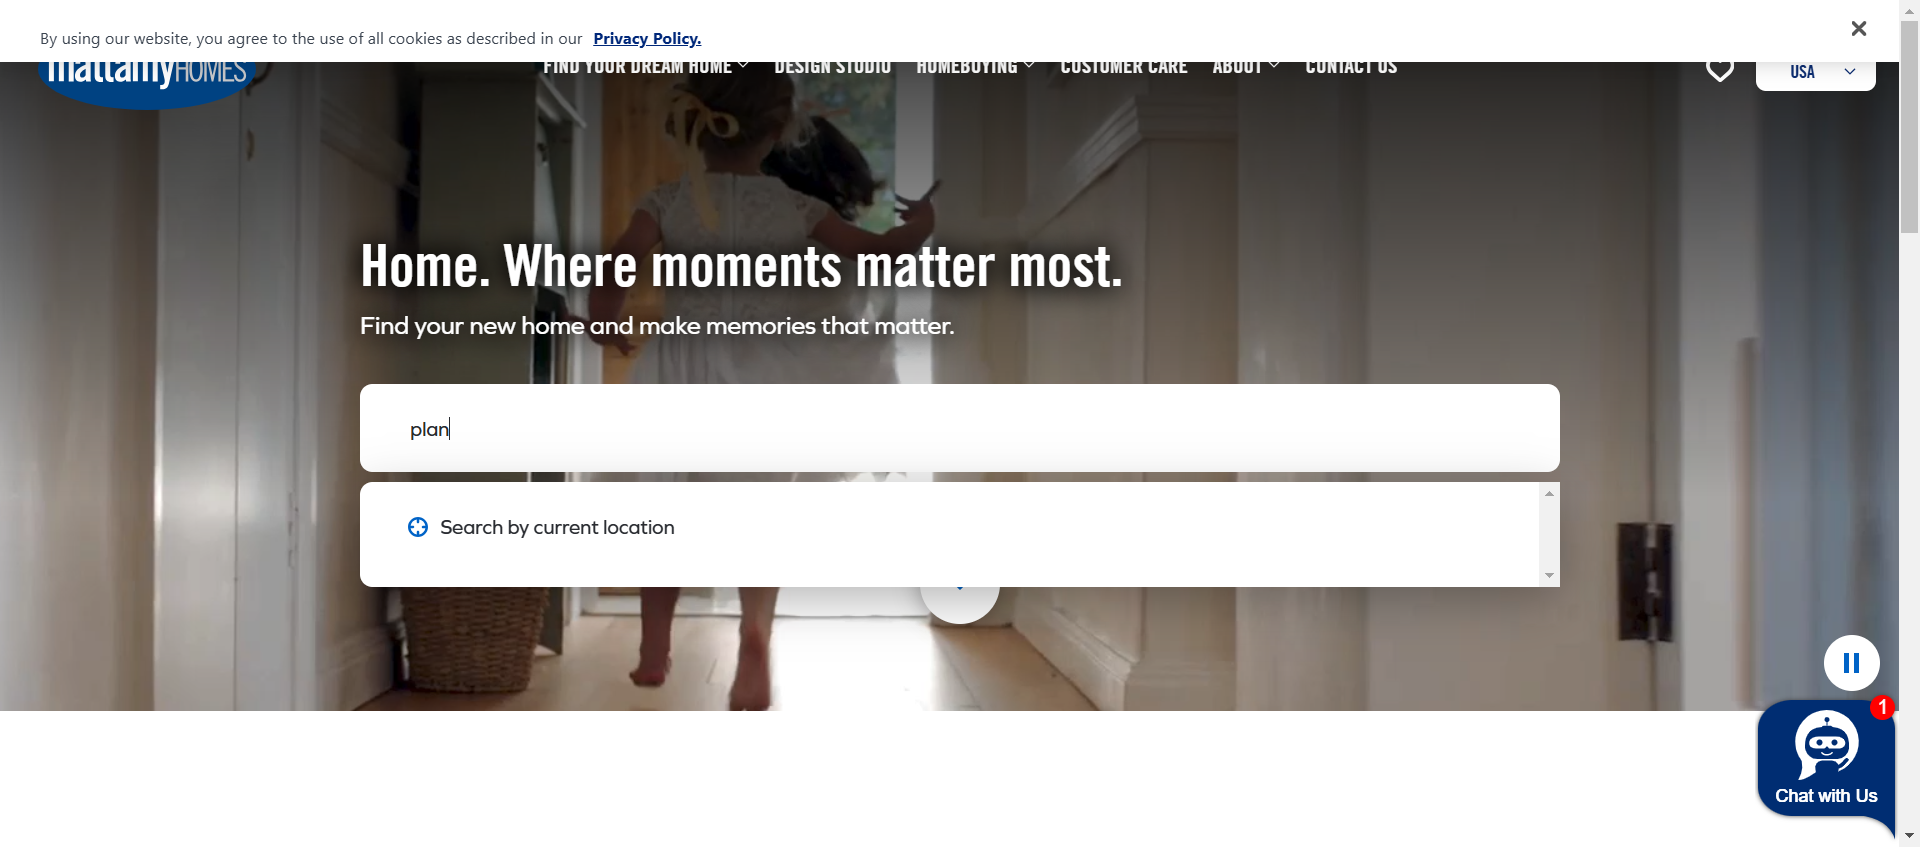 By using our website, you agree to the use of all cookies as described in our Privacy Policy.
mattamyHOMES
FIND YOUR DREAM HOME
DESIGN STUDIO
HOMEBUYING
CUSTOMER CARE
ABOUT
CONTACT US
USA
Home. Where moments matter most.
Find your new home and make memories that matter.
plan
Search by current location
1
Chat with Us